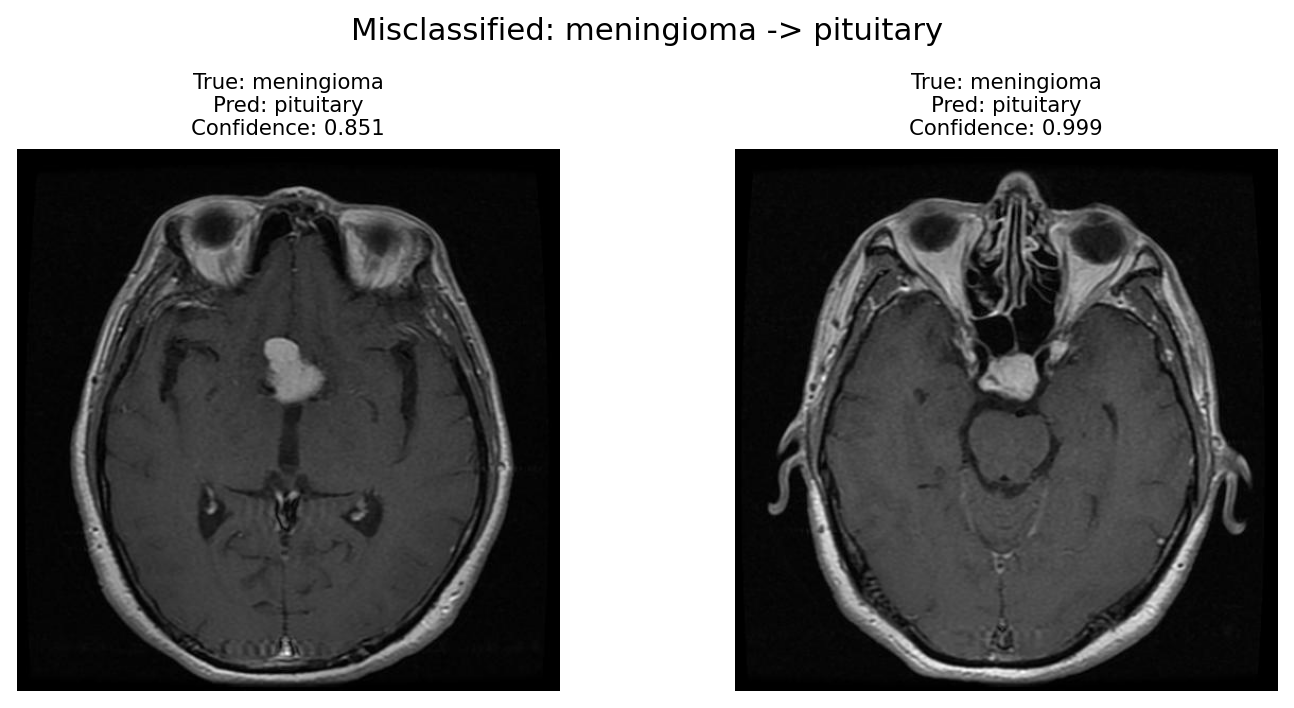 Misclassified: meningioma -> pituitary
True: meningioma
Pred: pituitary
Confidence: 0.851
True: meningioma
Pred: pituitary
Confidence: 0.999